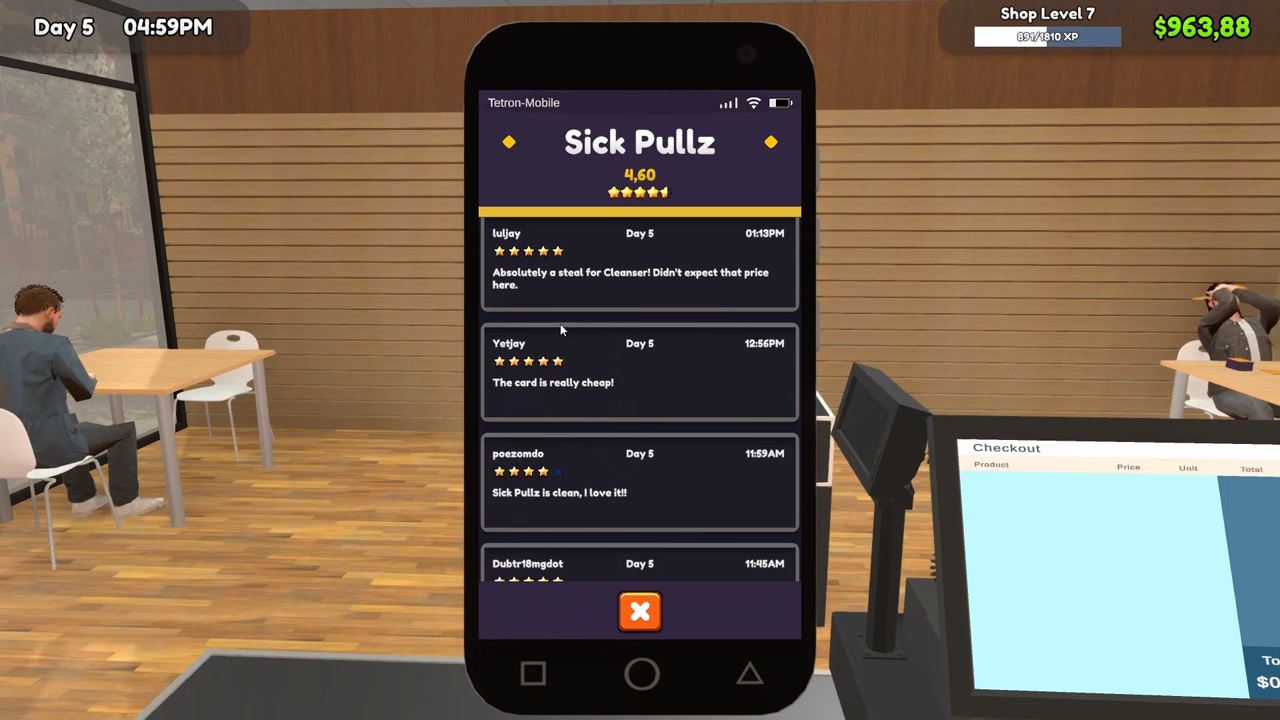 Day 5 04:59PM
Shop Level 7
891/1810 XP
$963,88
Tetron-Mobile
Sick Pullz
4,60
luljay Day 5 01:13PM
Absolutely a steal for Cleanser! Didn't expect that price
here.
Yetjay Day 5 12:56PM
The card is really cheap!
poezomdo Day 5 11:59AM
Sick Pullz is clean, I love it!!
Dubtr18mgdot Day 5 11:45AM
Checkout
Product Price Unit Total
To
$0